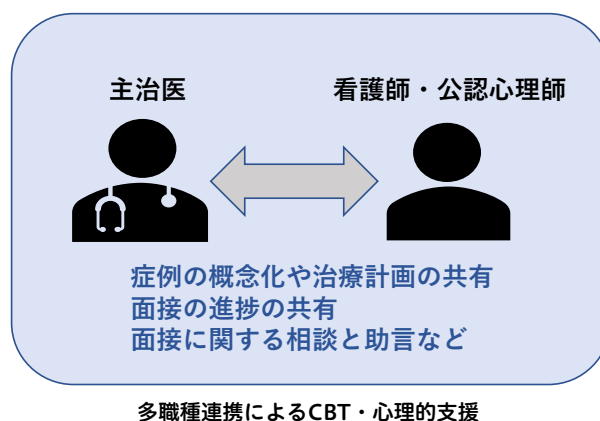 主治医
看護師・公認心理師
症例の概念化や治療計画の共有
面接の進捗の共有
面接に関する相談と助言など
多職種連携によるCBT・心理的支援